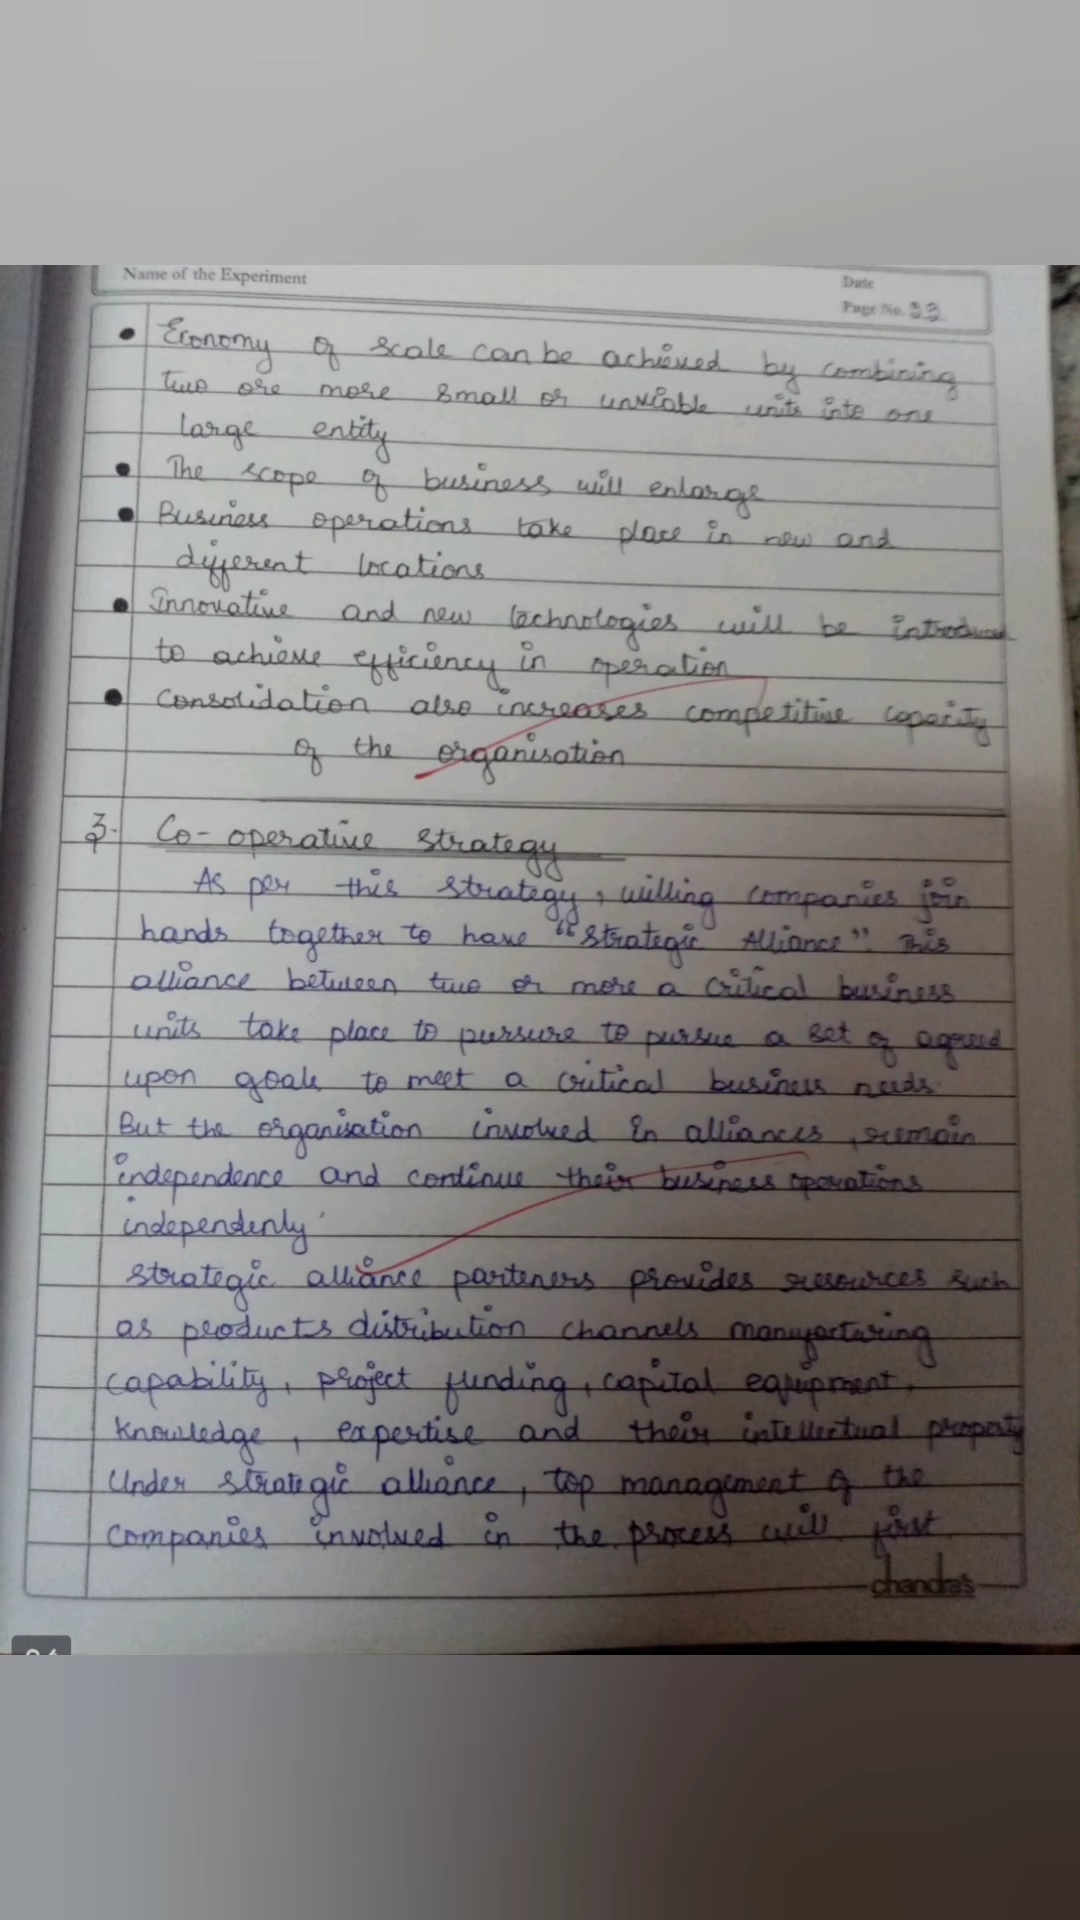 Name of the Experiment
Date
Page No. 33
• Economy of scale can be achieved by combining
two ore more small or unviable units into one
large entity
• The scope of business will enlarge
• Business operations take place in new and
different locations
• Innovative and new technologies will be introduced
to achieve efficiency in operation
• Consolidation also increases competitive capacity
of the organisation
3. Co-operative strategy
As per this strategy, willing companies join
hands together to have "Strategic Alliance". This
alliance between two or more a critical business
units take place to pursure to pursue a set of agreed
upon goals to meet a critical business needs.
But the organisation involved in alliances, remain
independence and continue their business operations
independenly.
Strategic alliance parteners provides resources such
as products distribution channels manufacturing
capability, project funding, capital equipment,
knowledge, expertise and their intellectual property
Under strategic alliance, top management of the
companies involved in the process will first
chandra's